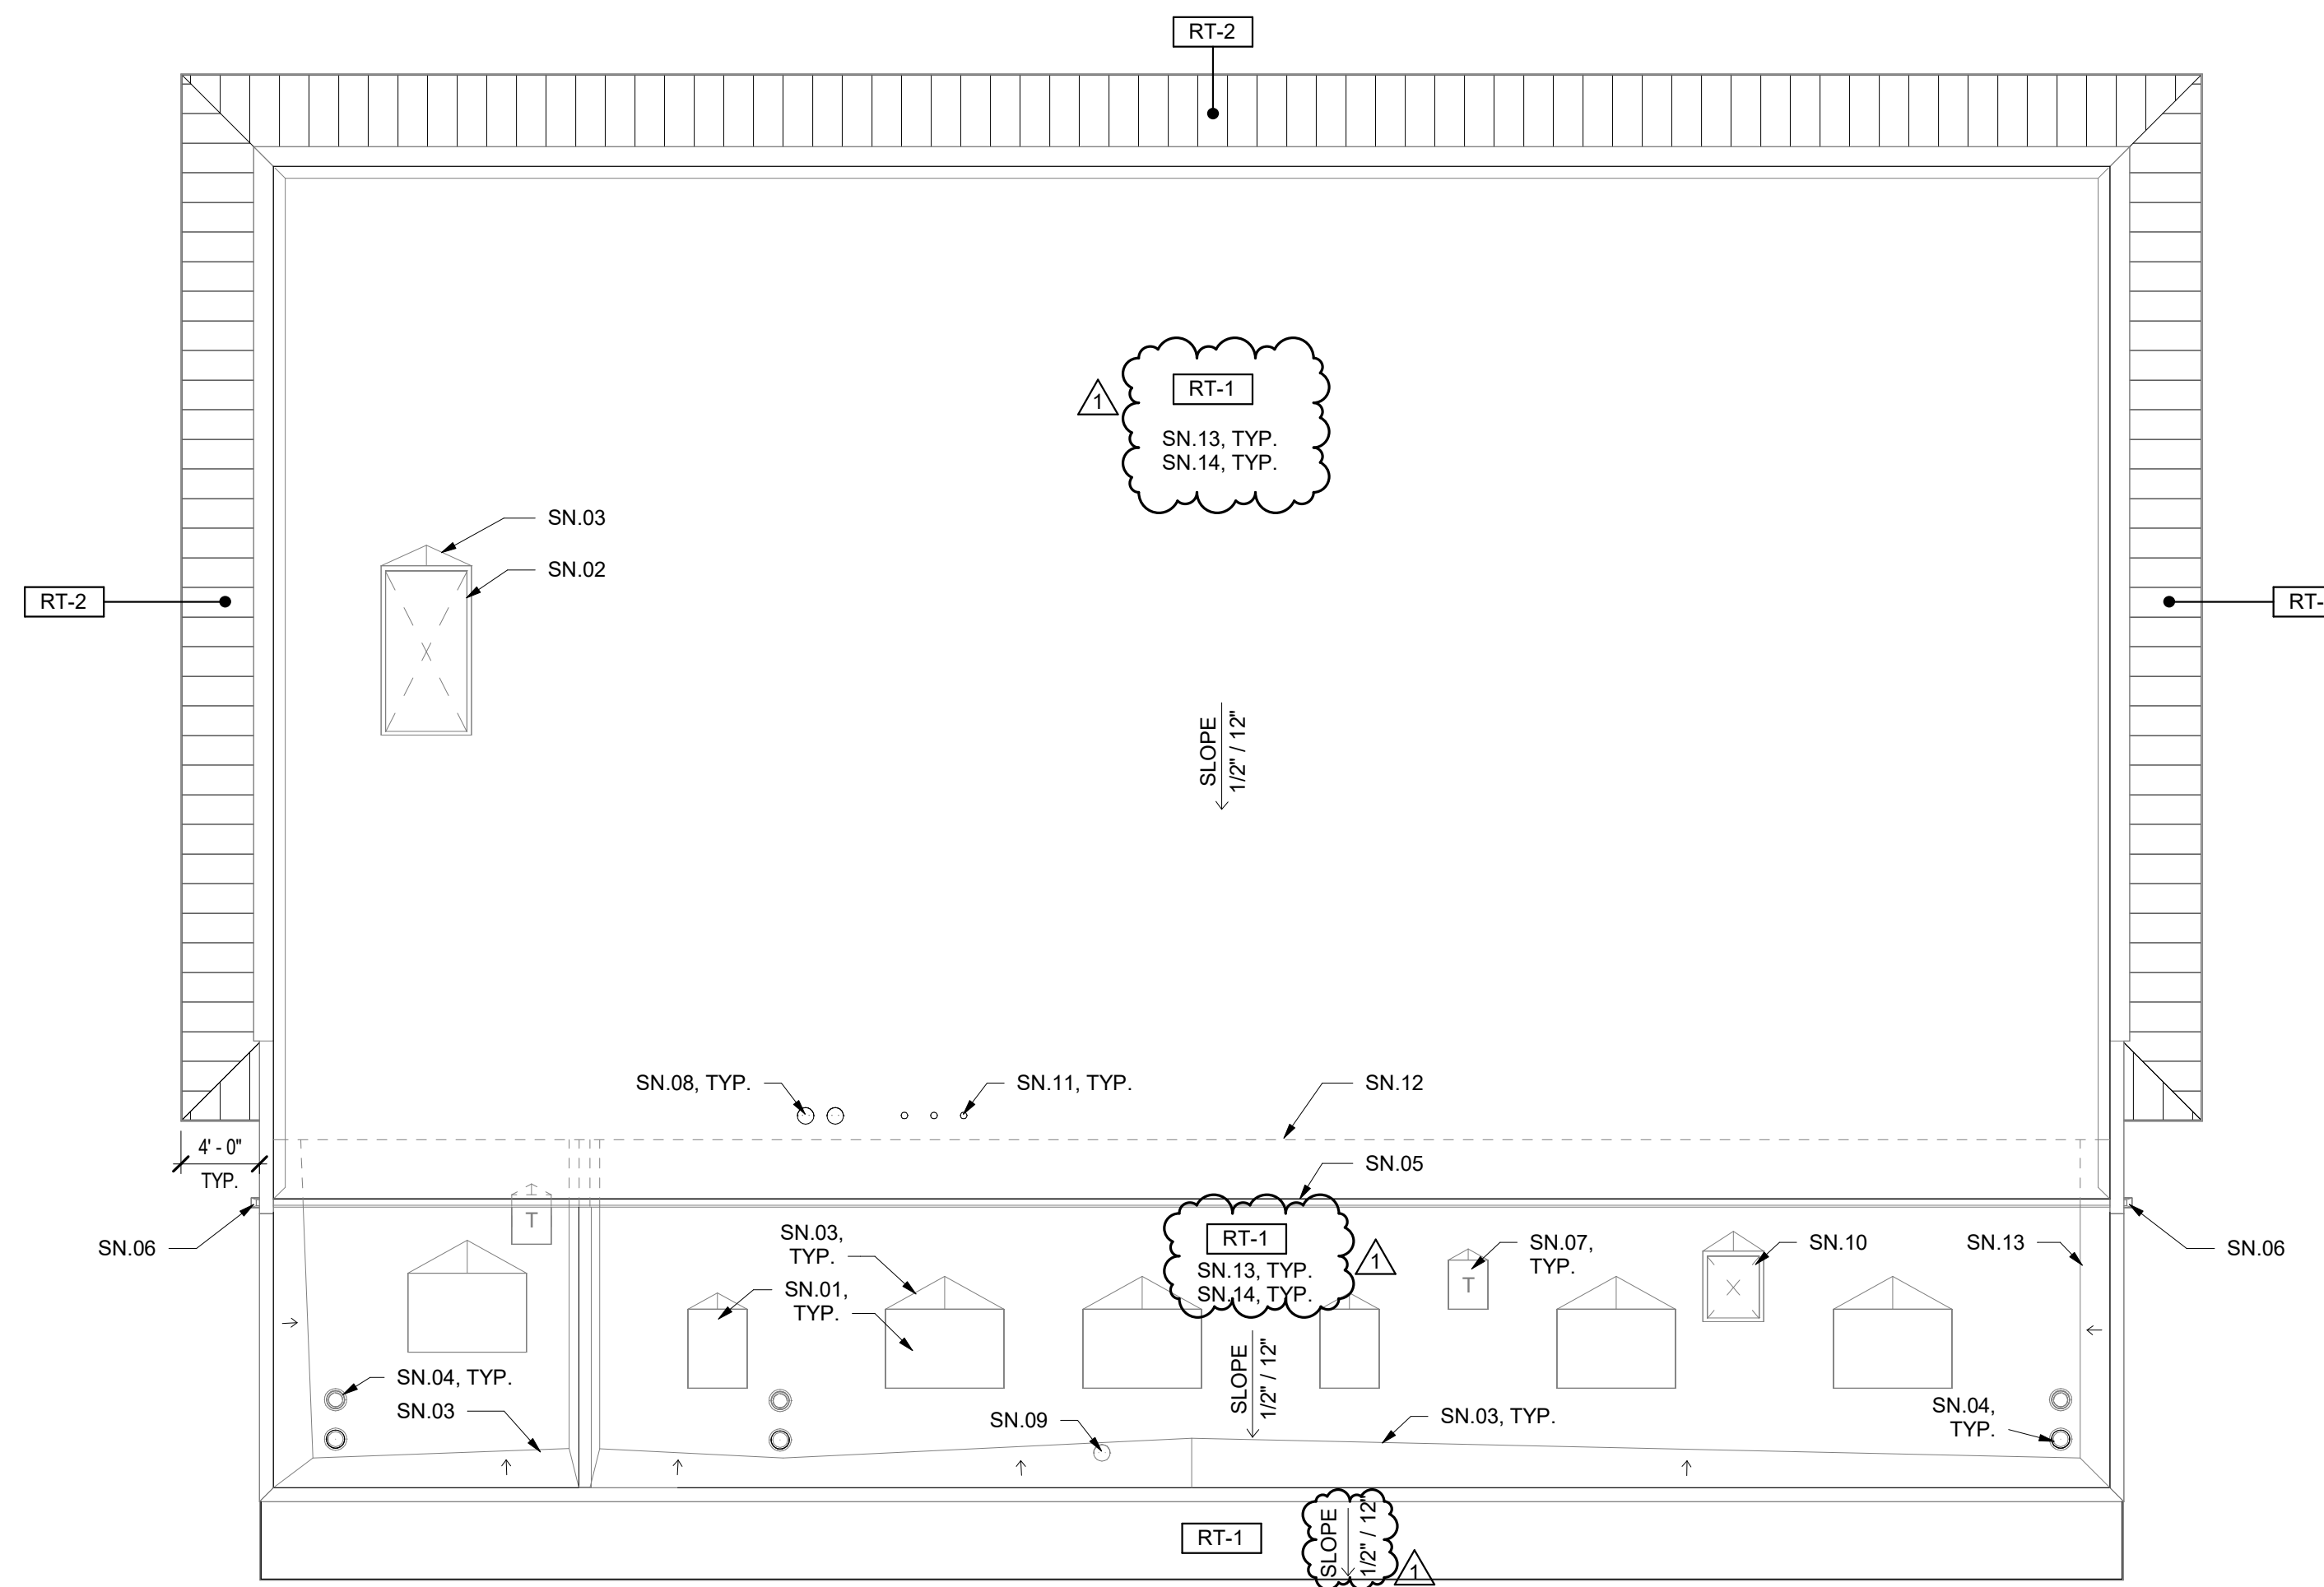 RT-2
RT-1
1
SN.13, TYP.
SN.14, TYP.
SN.03
SN.02
RT-2
RT-
SLOPE
1/2" / 12"
SN.08, TYP.
SN.11, TYP.
SN.12
4' - 0"
TYP.
SN.05
SN.06
T
SN.03,
TYP.
SN.01,
TYP.
RT-1
SN.13, TYP.
SN.14, TYP.
1
SN.07,
TYP.
T
SN.10
SN.13
SN.06
SLOPE
1/2" / 12"
SN.04, TYP.
SN.03
SN.09
SN.03, TYP.
SN.04,
TYP.
RT-1
SLOPE
1/2" / 12"
1